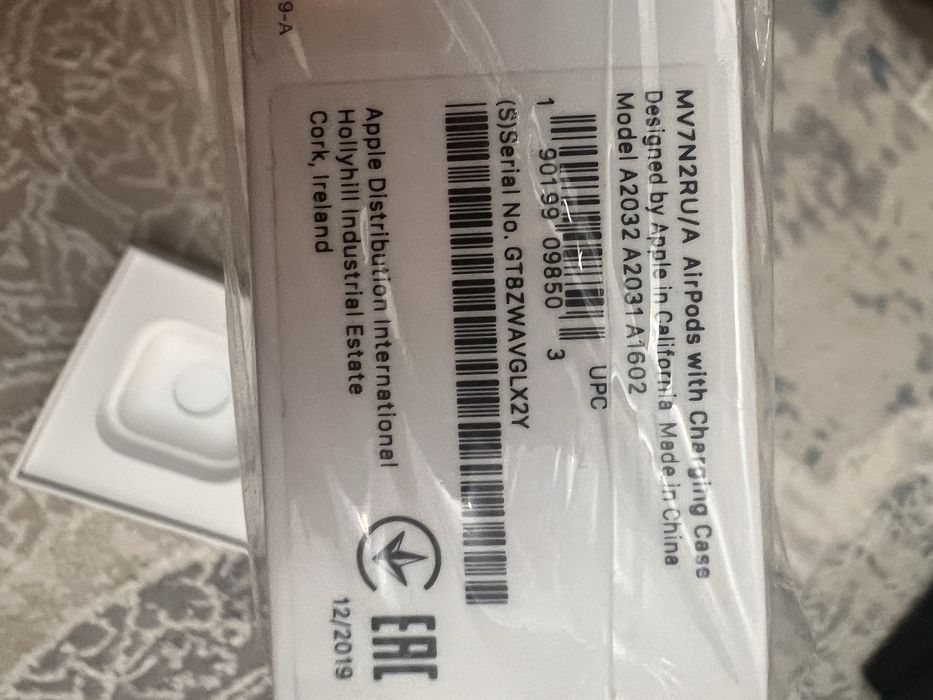 MV7N2RU/A AirPods with Charging Case
Designed by Apple in California Made in China
Model A2032 A2031 A1602
UPC
1 90199 09850 3
(S)Serial No. GT8ZWAVGLX2Y
Apple Distribution International
Hollyhill Industrial Estate
Cork, Ireland
EAC
12/2019
9-A